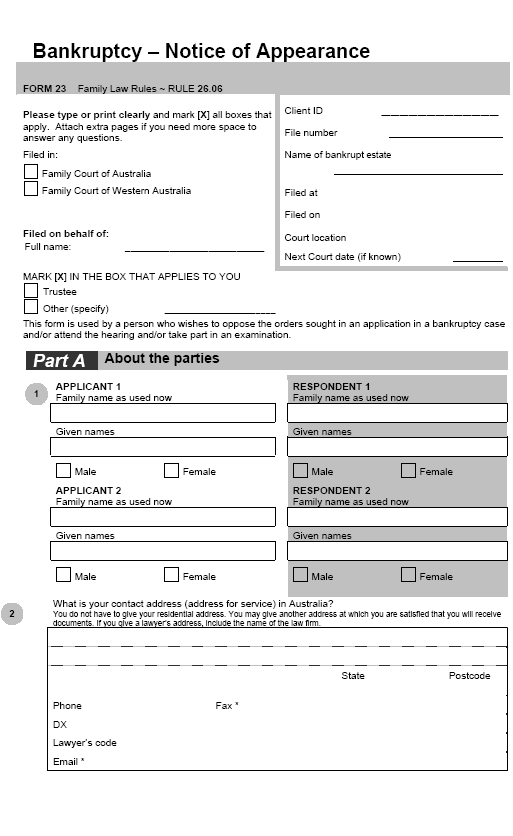 Bankruptcy – Notice of Appearance
FORM 23 Family Law Rules ~ RULE 26.06
Please type or print clearly and mark [X] all boxes that
apply. Attach extra pages if you need more space to
answer any questions.
Filed in:
Family Court of Australia
Family Court of Western Australia
Filed on behalf of:
Full name:
Client ID
File number
Name of bankrupt estate
Filed at
Filed on
Court location
Next Court date (if known)
MARK [X] IN THE BOX THAT APPLIES TO YOU
Trustee
Other (specify)
This form is used by a person who wishes to oppose the orders sought in an application in a bankruptcy case
and/or attend the hearing and/or take part in an examination.
Part A About the parties
1
APPLICANT 1
Family name as used now
Given names
Male Female
RESPONDENT 1
Family name as used now
Given names
Male Female
APPLICANT 2
Family name as used now
Given names
Male Female
RESPONDENT 2
Family name as used now
Given names
Male Female
2
What is your contact address (address for service) in Australia?
You do not have to give your residential address. You may give another address at which you are satisfied that you will receive
documents. If you give a lawyer's address, include the name of the law firm.
State Postcode
Phone Fax *
DX
Lawyer's code
Email *